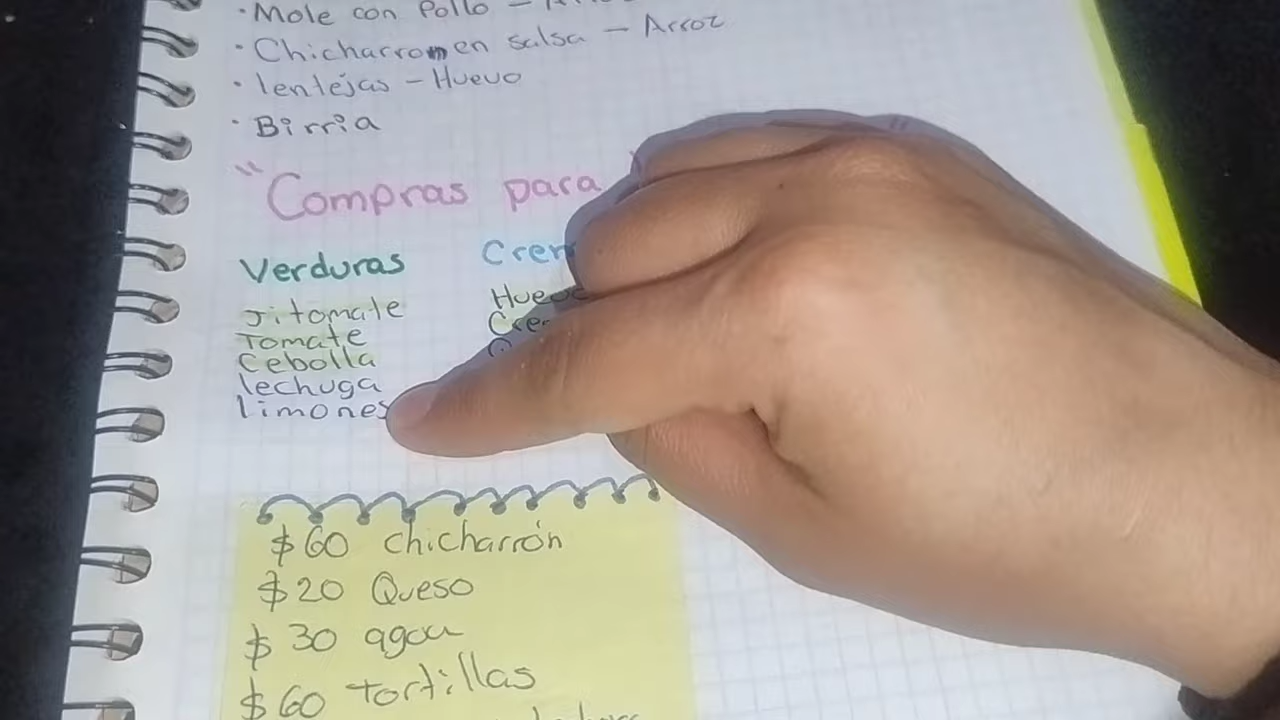 ·Mole con Pollo –
·Chicharron en salsa – Arroz
·lentejas – Huevo
·Birria
"Compras para
Verduras
Jitomate
Tomate
Cebolla
lechuga
limones
$60 chicharrón
$20 Queso
$30 agua
$60 tortillas